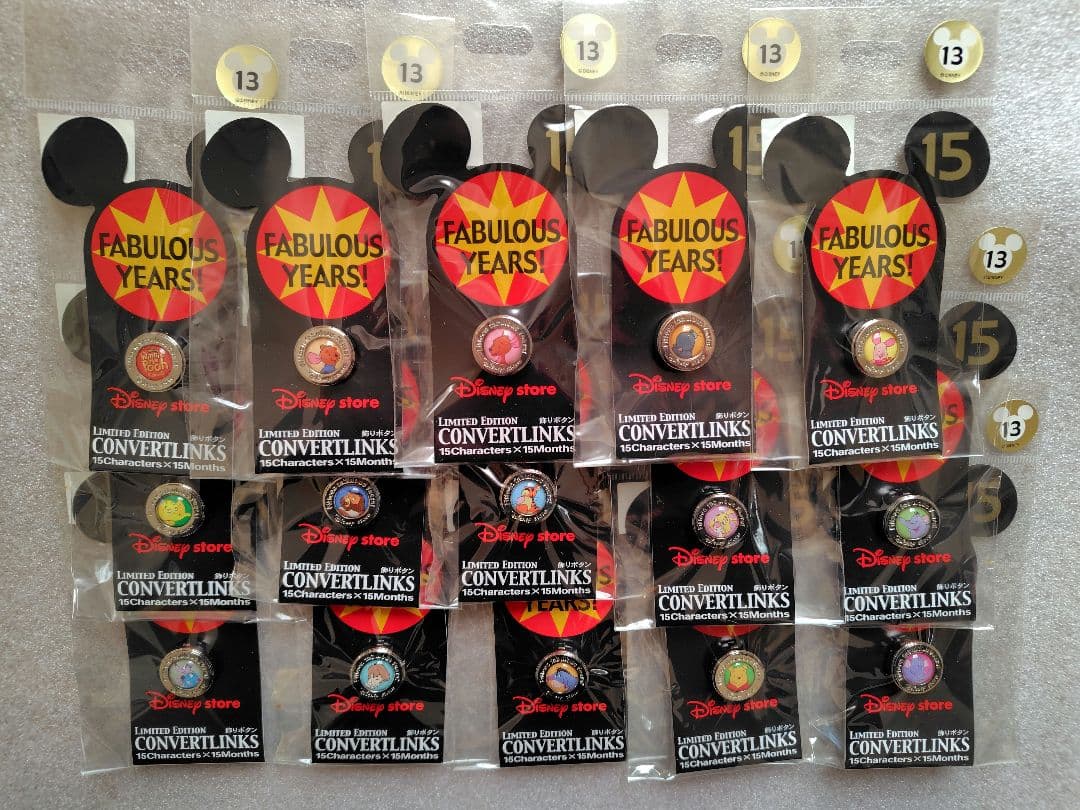 13
©DISNEY
13
13
©DISNEY
13
©DISNEY
13
©DISNEY
15
15
FABULOUS
YEARS!
Winnie
the
Pooh
Disney store
LIMITED EDITION 飾りボタン
CONVERTLINKS
15Characters×15Months
FABULOUS
YEARS!
Disney store
LIMITED EDITION 飾りボタン
CONVERTLINKS
15Characters×15Months
FABULOUS
YEARS!
Disney store
LIMITED EDITION 飾りボタン
CONVERTLINKS
15Characters×15Months
FABULOUS
YEARS!
Disney store
LIMITED EDITION 飾りボタン
CONVERTLINKS
15Characters×15Months
FABULOUS
YEARS!
Disney store
LIMITED EDITION 飾りボタン
CONVERTLINKS
15Characters×15Months
13
©DISNEY
15
13
Disney store
LIMITED EDITION 飾りボタン
CONVERTLINKS
15Characters×15Months
Disney store
LIMITED EDITION 飾りボタン
CONVERTLINKS
15Characters×15Months
Disney store
LIMITED EDITION 飾りボタン
CONVERTLINKS
15Characters×15Months
Disney store
LIMITED EDITION 飾りボタン
CONVERTLINKS
15Characters×15Months
Disney store
LIMITED EDITION 飾りボタン
CONVERTLINKS
15Characters×15Months
5
Disney store
LIMITED EDITION 飾りボタン
CONVERTLINKS
15Characters×15Months
Disney store
LIMITED EDITION 飾りボタン
CONVERTLINKS
15Characters×15Months
YEARS!
Disney store
LIMITED EDITION 飾りボタン
CONVERTLINKS
15Characters×15Months
Disney store
LIMITED EDITION 飾りボタン
CONVERTLINKS
15Characters×15Months
Disney store
LIMITED EDITION 飾りボタン
CONVERTLINKS
15Characters×15Months